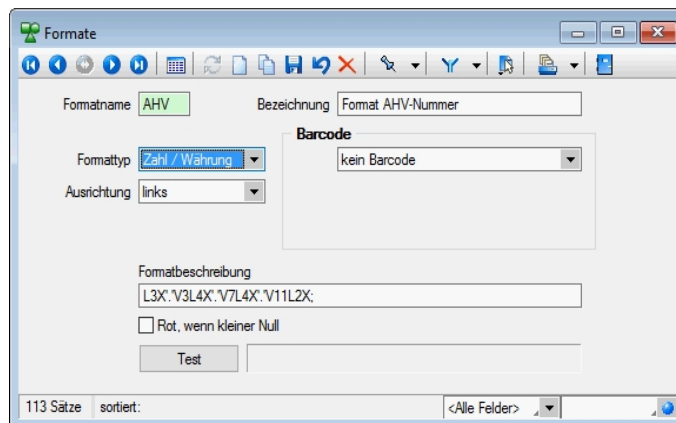 Formate
Formatname AHV Bezeichnung Format AHV-Nummer
Barcode
Formattyp Zahl / Währung kein Barcode
Ausrichtung links
Formatbeschreibung
L3X'.'V3L4X'.'V7L4X'.'V11L2X;
Rot, wenn kleiner Null
Test
113 Sätze sortiert: <Alle Felder>